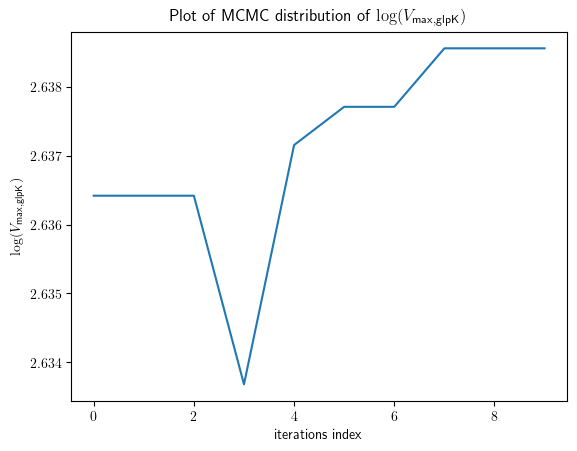 Plot of MCMC distribution of log(V_max,glpK)
log(V_max,glpK)
2.638
2.637
2.636
2.635
2.634
0 2 4 6 8
iterations index